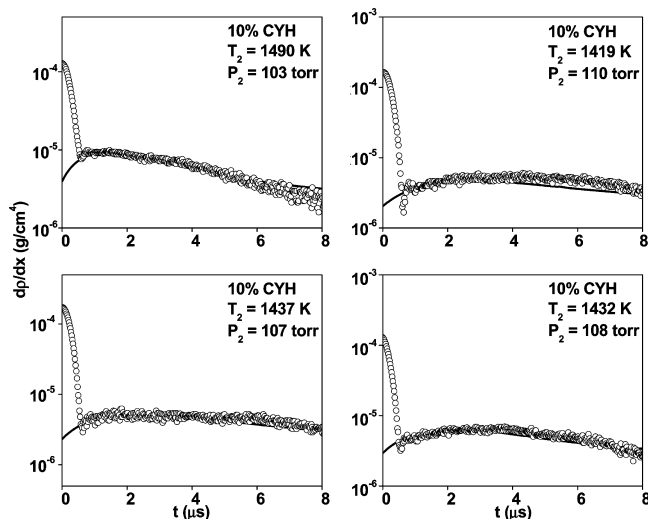 10% CYH
T₂ = 1490 K
P₂ = 103 torr
10⁻⁴
10⁻⁵
10⁻⁶
0 2 4 6 8
10% CYH
T₂ = 1419 K
P₂ = 110 torr
10⁻³
10⁻⁴
10⁻⁵
10⁻⁶
0 2 4 6 8
dρ/dx (g/cm⁴)
10% CYH
T₂ = 1437 K
P₂ = 107 torr
10⁻⁴
10⁻⁵
10⁻⁶
0 2 4 6 8
t (μs)
10% CYH
T₂ = 1432 K
P₂ = 108 torr
10⁻³
10⁻⁴
10⁻⁵
10⁻⁶
0 2 4 6 8
t (μs)